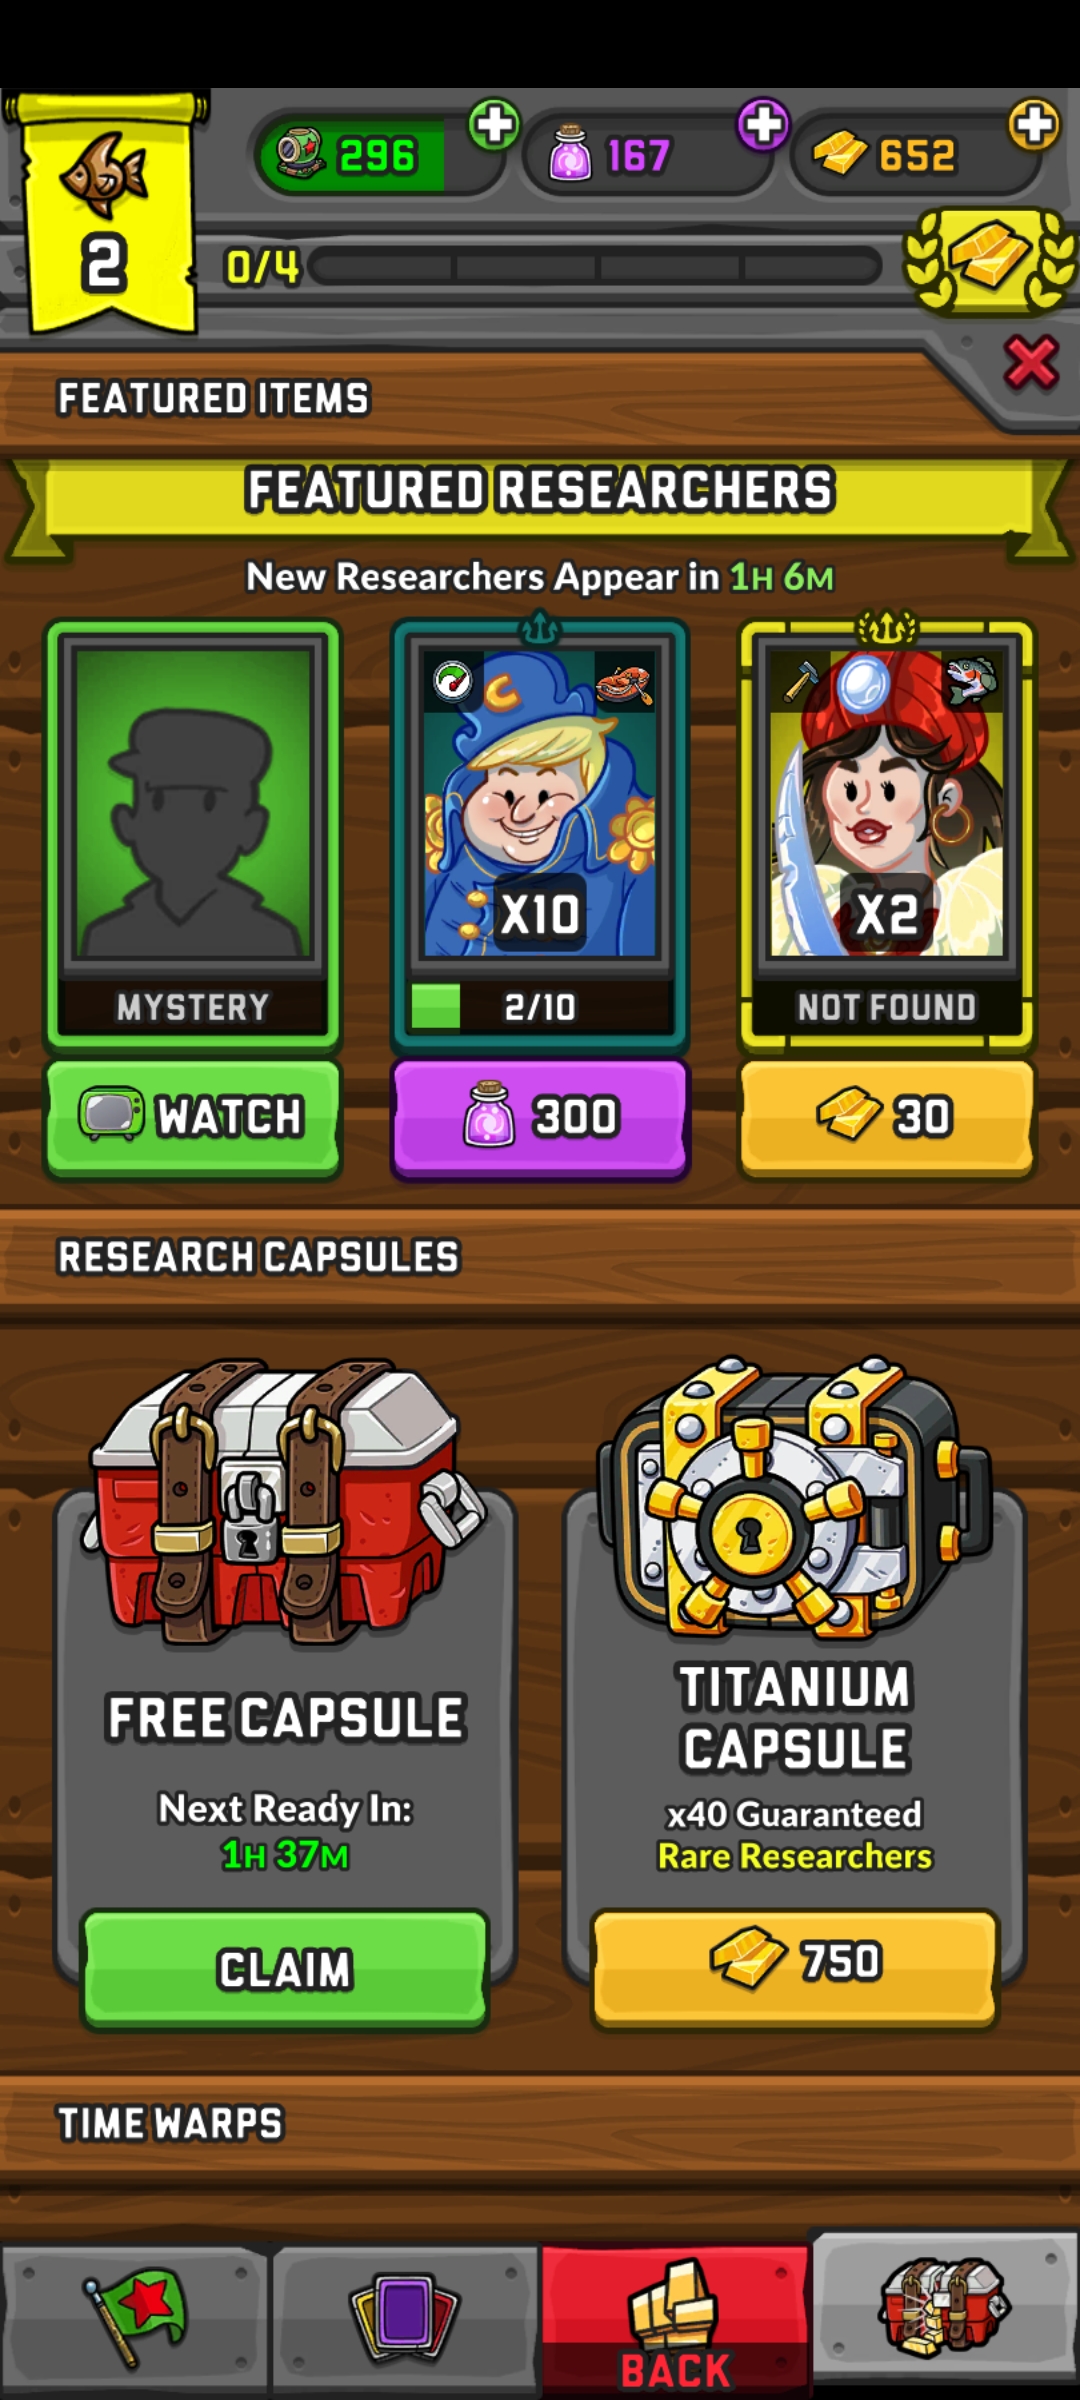 296
167
652
2
0/4
FEATURED ITEMS
FEATURED RESEARCHERS
New Researchers Appear in 1H 6M
C
X10
X2
MYSTERY
2/10
NOT FOUND
WATCH
300
30
RESEARCH CAPSULES
FREE CAPSULE
Next Ready In:
1H 37M
CLAIM
TITANIUM
CAPSULE
x40 Guaranteed
Rare Researchers
750
TIME WARPS
BACK